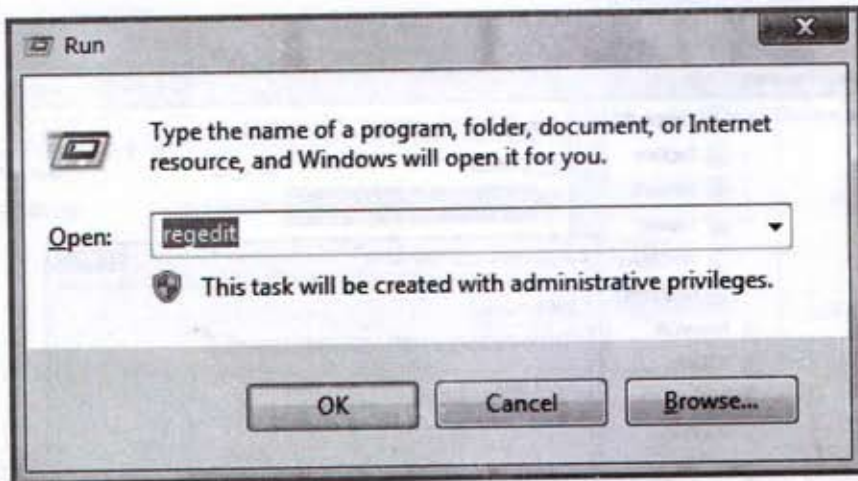 Run
Type the name of a program, folder, document, or Internet
resource, and Windows will open it for you.
Open: regedit
This task will be created with administrative privileges.
OK Cancel Browse...